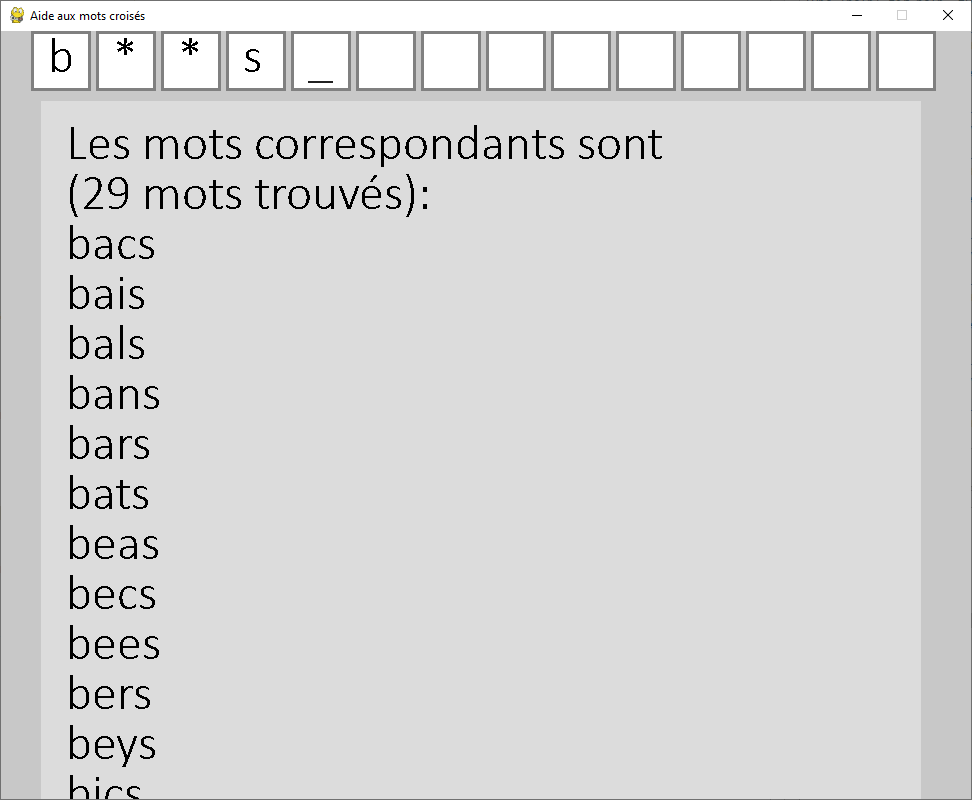 Aide aux mots croisés
b * * s _
Les mots correspondants sont
(29 mots trouvés):
bacs
bais
bals
bans
bars
bats
beas
becs
bees
bers
beys
bics